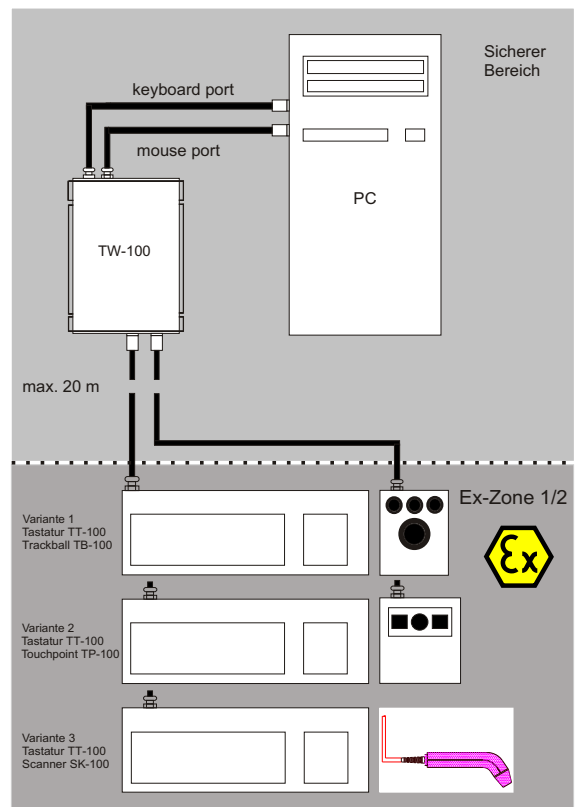 Sicherer
Bereich
keyboard port
mouse port
PC
TW-100
max. 20 m
Ex-Zone 1/2
Variante 1
Tastatur TT-100
Trackball TB-100
Ex
Variante 2
Tastatur TT-100
Touchpoint TP-100
Variante 3
Tastatur TT-100
Scanner SK-100